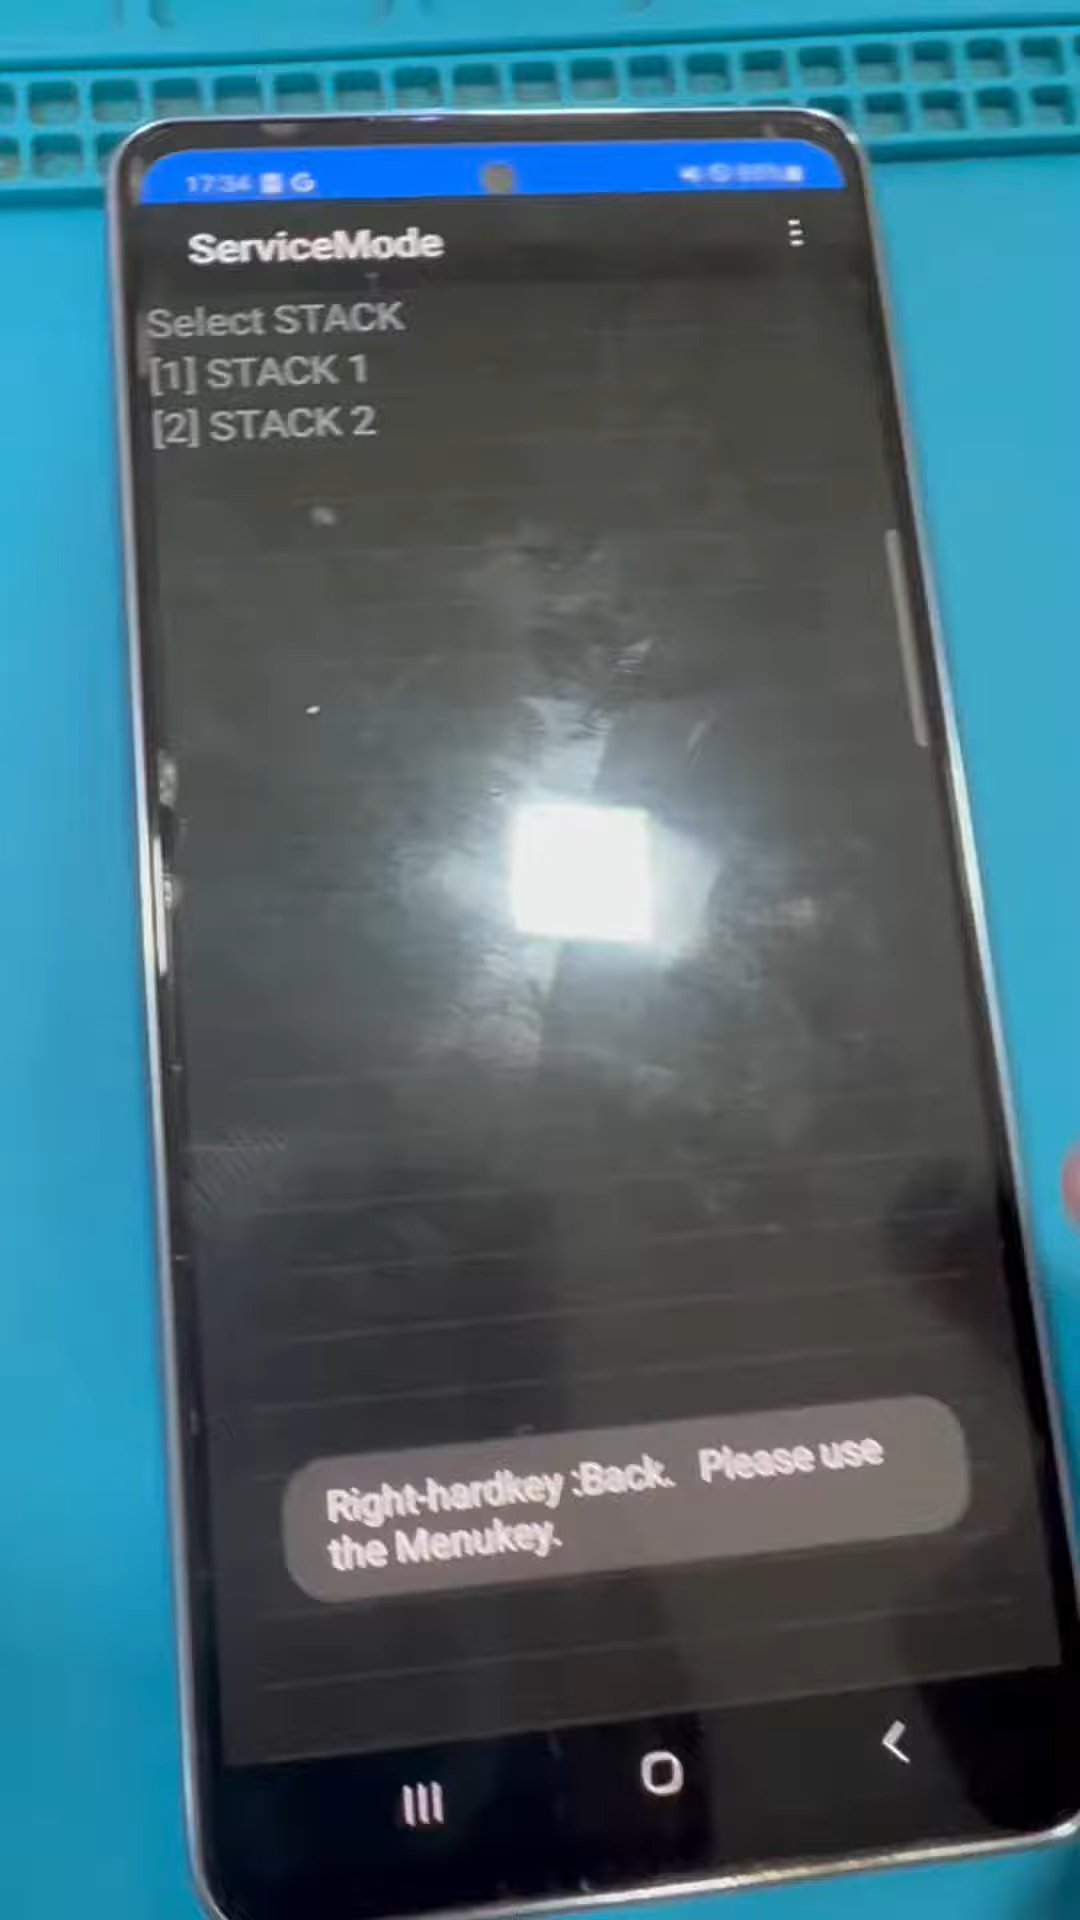 17:34 G
ServiceMode
Select STACK
[1] STACK 1
[2] STACK 2
Right-hardkey :Back. Please use
the Menukey.